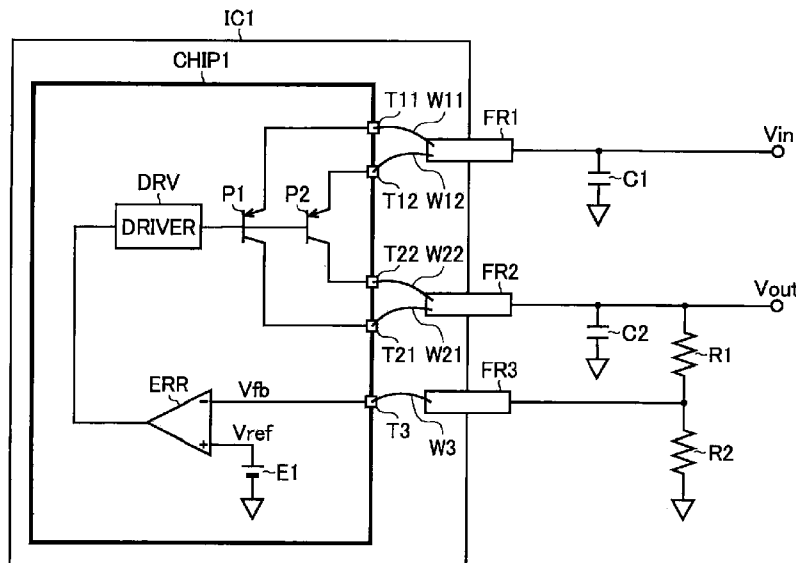 IC1
CHIP1
T11 W11
FR1
Vin
T12 W12
C1
DRV
P1
P2
DRIVER
T22 W22
FR2
Vout
T21 W21
C2
R1
ERR
Vfb
FR3
T3
W3
Vref
E1
R2
-
+